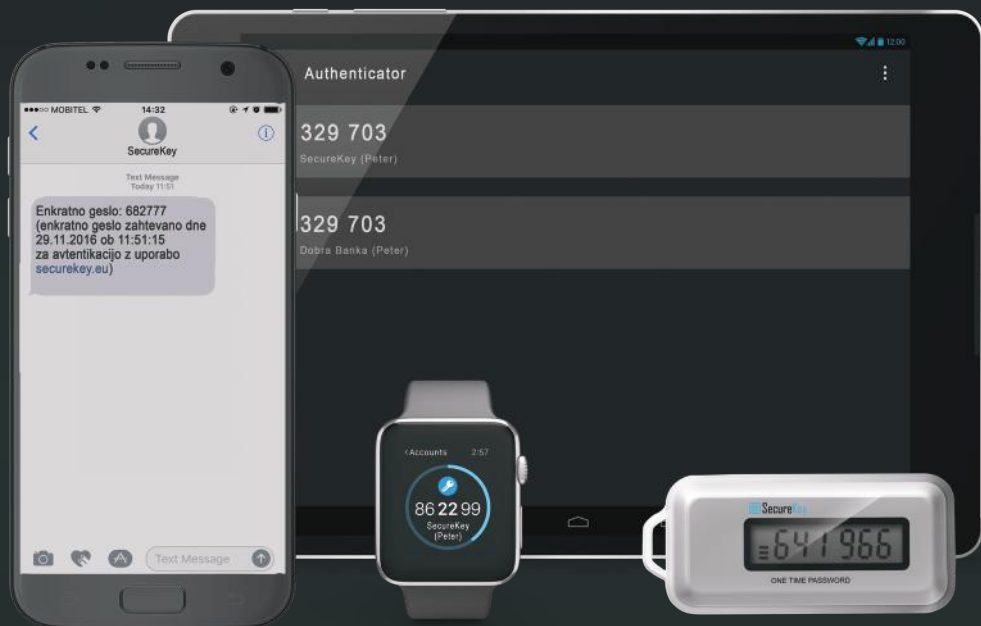 MOBITEL
14:32
SecureKey
Text Message
Today 11:51
Enkratno geslo: 682777
(enkratno geslo zahtevano dne
29.11.2016 ob 11:51:15
za avtentikacijo z uporabo
securekey.eu)
Text Message
12:00
Authenticator
329 703
SecureKey (Peter)
329 703
Dobra Banka (Peter)
<Accounts 2:57
86 22 99
SecureKey
(Peter)
SecureKey
641 966
ONE TIME PASSWORD